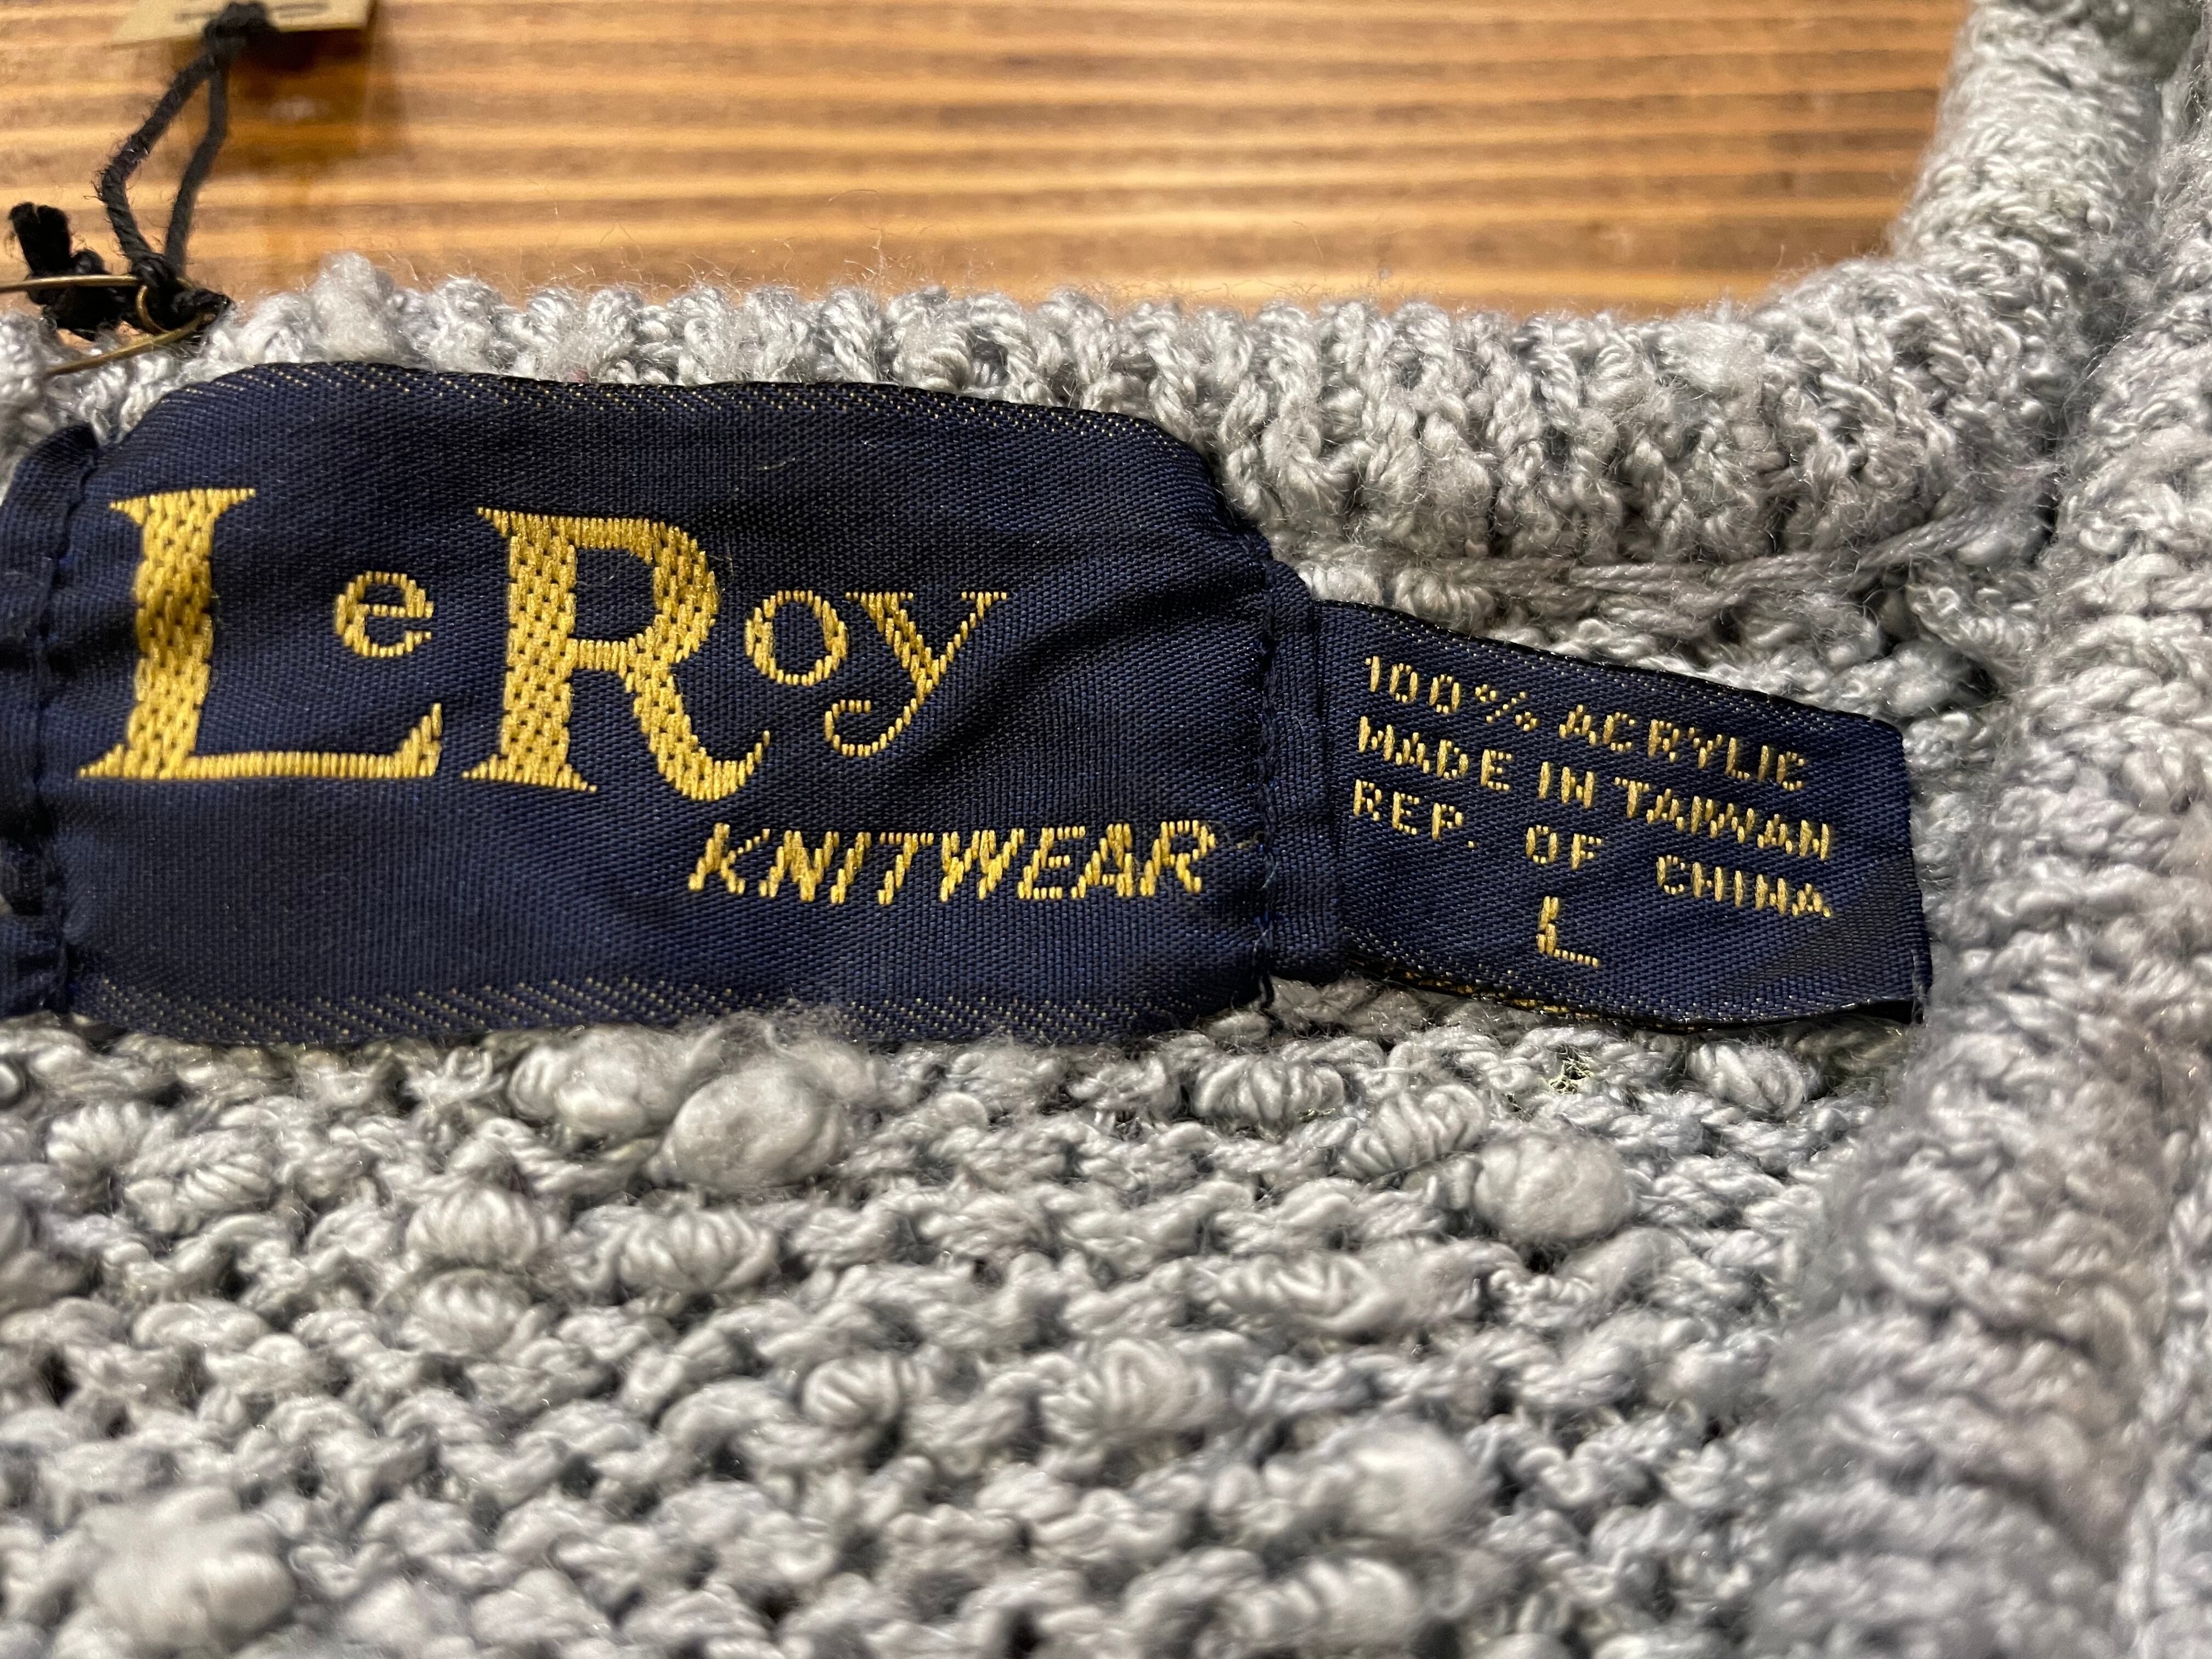 LeRoy
KNITWEAR
100% ACRYLIC
MADE IN TAIWAN
REP. OF CHINA
L